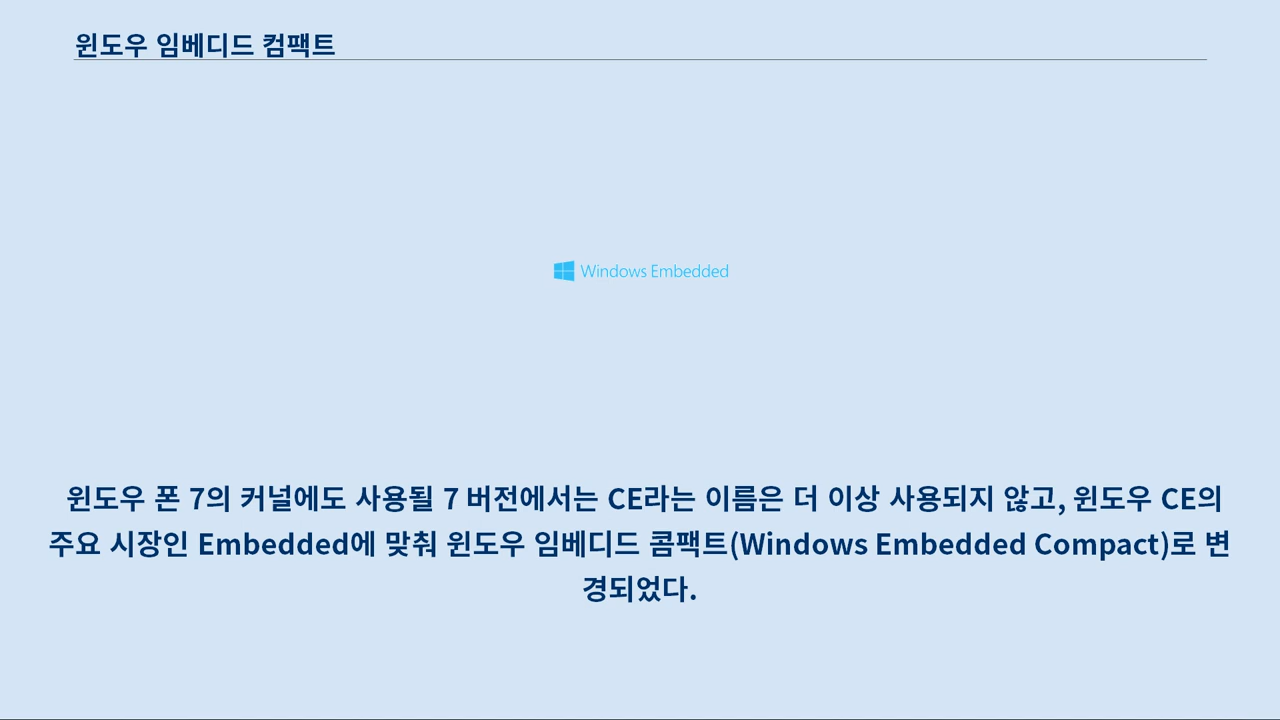 윈도우 임베디드 컴팩트
Windows Embedded
윈도우 폰 7의 커널에도 사용될 7 버전에서는 CE라는 이름은 더 이상 사용되지 않고, 윈도우 CE의
주요 시장인 Embedded에 맞춰 윈도우 임베디드 콤팩트(Windows Embedded Compact)로 변
경되었다.